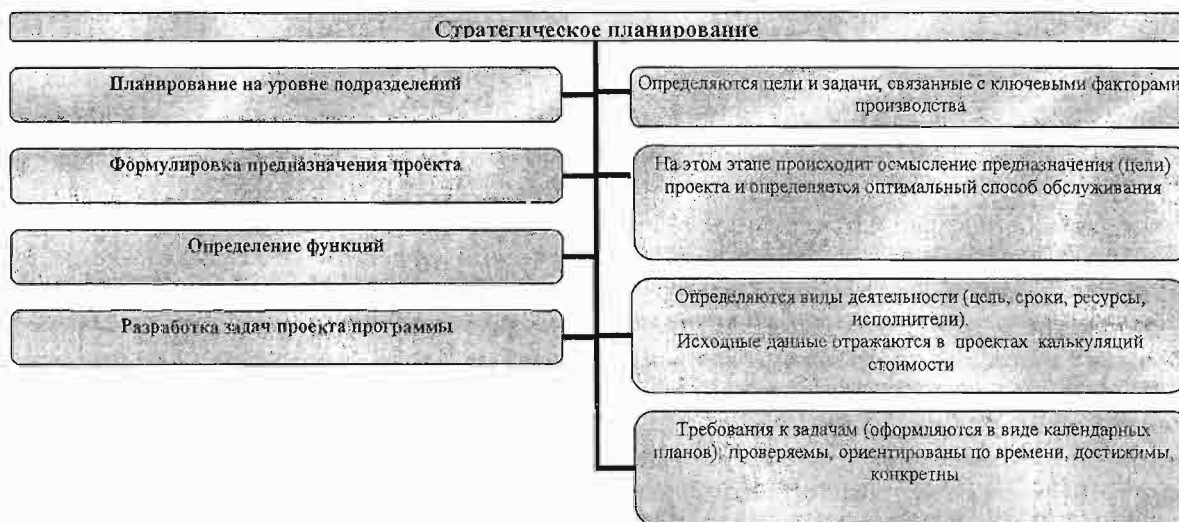 Стратегическое планирование
Планирование на уровне подразделений
Определяются цели и задачи, связанные с ключевыми факторами
производства
Формулировка предназначения проекта
На этом этапе происходит осмысление предназначения (цели)
проекта и определяется оптимальный способ обслуживания
Определение функций
Определяются виды деятельности (цель, сроки, ресурсы,
исполнители).
Исходные данные отражаются в проектах калькуляций
стоимости
Разработка задач проекта программы
Требования к задачам (оформляются в виде календарных
планов): проверяемы, ориентированы по времени, достижимы,
конкретны